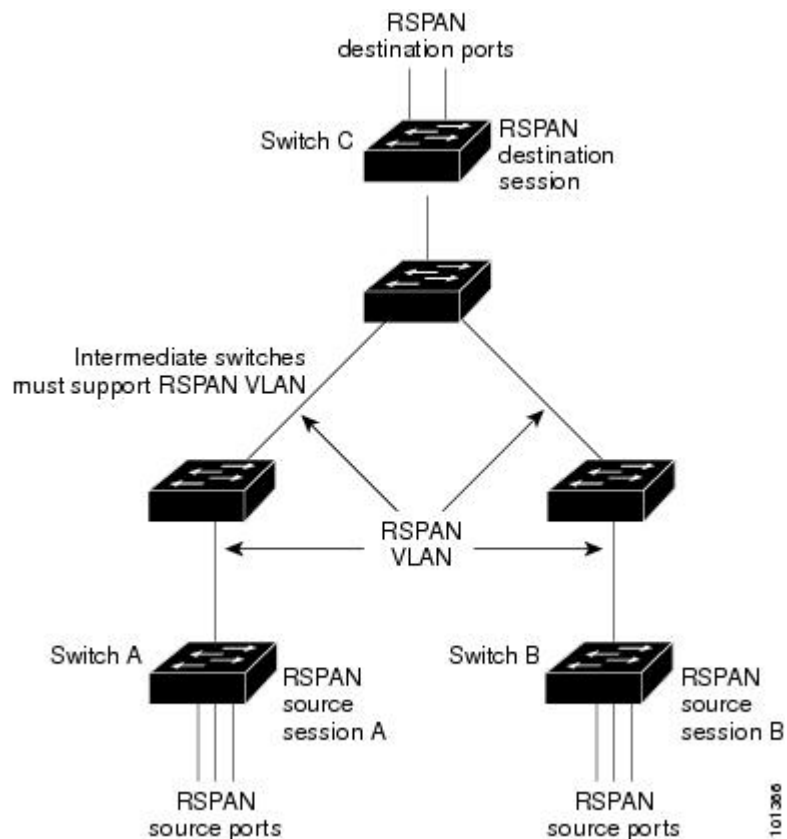 RSPAN
destination ports
Switch C
RSPAN
destination
session
Intermediate switches
must support RSPAN VLAN
RSPAN
VLAN
Switch A
RSPAN
source
session A
Switch B
RSPAN
source
session B
RSPAN
source ports
RSPAN
source ports
101366